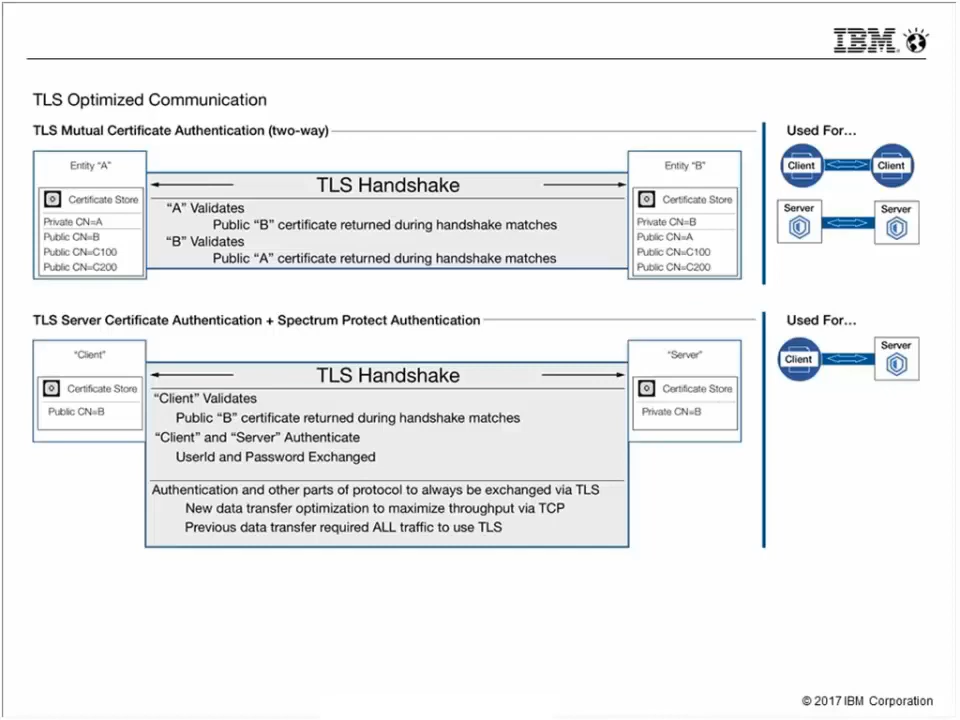 IBM
TLS Optimized Communication
TLS Mutual Certificate Authentication (two-way)
Entity “A”
Certificate Store
Private CN=A
Public CN=B
Public CN=C100
Public CN=C200
TLS Handshake
“A” Validates
Public “B” certificate returned during handshake matches
“B” Validates
Public “A” certificate returned during handshake matches
Entity “B”
Certificate Store
Private CN=B
Public CN=A
Public CN=C100
Public CN=C200
Used For...
Client
Client
Server
Server
TLS Server Certificate Authentication + Spectrum Protect Authentication
“Client”
Certificate Store
Public CN=B
TLS Handshake
“Client” Validates
Public “B” certificate returned during handshake matches
“Client” and “Server” Authenticate
UserId and Password Exchanged
Authentication and other parts of protocol to always be exchanged via TLS
New data transfer optimization to maximize throughput via TCP
Previous data transfer required ALL traffic to use TLS
“Server”
Certificate Store
Private CN=B
Used For...
Client
Server
© 2017 IBM Corporation